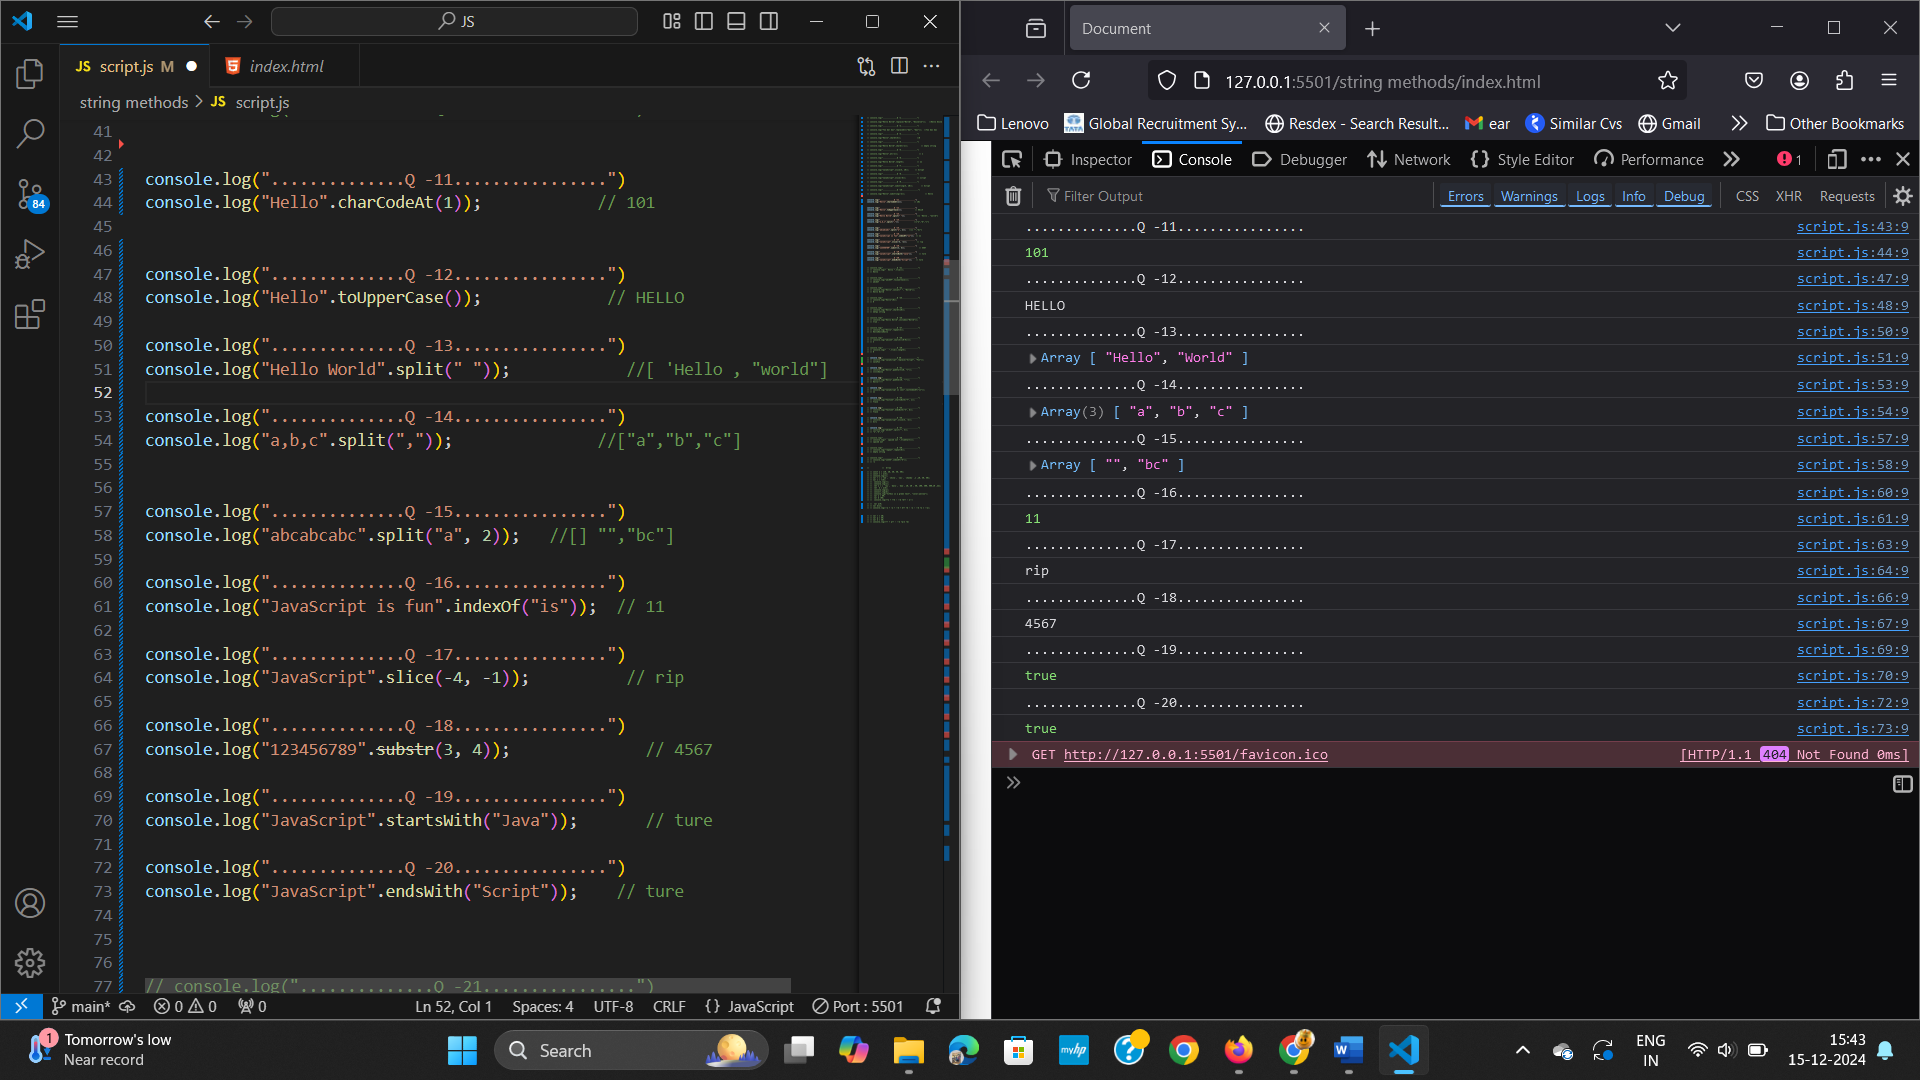 JS
JS script.js M
index.html
string methods > JS script.js
41
42
43 console.log("..............Q -11................")
44 console.log("Hello".charCodeAt(1)); // 101
45
46
47 console.log("..............Q -12................")
48 console.log("Hello".toUpperCase()); // HELLO
49
50 console.log("..............Q -13................")
51 console.log("Hello World".split(" ")); //[ 'Hello , "world"]
52
53 console.log("..............Q -14................")
54 console.log("a,b,c".split(",")); //["a","b","c"]
55
56
57 console.log("..............Q -15................")
58 console.log("abcabcabc".split("a", 2)); //[] "","bc"]
59
60 console.log("..............Q -16................")
61 console.log("JavaScript is fun".indexOf("is")); // 11
62
63 console.log("..............Q -17................")
64 console.log("JavaScript".slice(-4, -1)); // rip
65
66 console.log("..............Q -18................")
67 console.log("123456789".substr(3, 4)); // 4567
68
69 console.log("..............Q -19................")
70 console.log("JavaScript".startsWith("Java")); // ture
71
72 console.log("..............Q -20................")
73 console.log("JavaScript".endsWith("Script")); // ture
74
75
76
77 // console.log("..............Q -21................")
84
main* 0 0 0 Ln 52, Col 1 Spaces: 4 UTF-8 CRLF {} JavaScript Port : 5501
Document
127.0.0.1:5501/string methods/index.html
Lenovo Global Recruitment Sy... Resdex - Search Result... ear Similar Cvs Gmail Other Bookmarks
Inspector Console Debugger Network Style Editor Performance 1
Filter Output Errors Warnings Logs Info Debug CSS XHR Requests
..............Q -11................ script.js:43:9
101 script.js:44:9
..............Q -12................ script.js:47:9
HELLO script.js:48:9
..............Q -13................ script.js:50:9
Array [ "Hello", "World" ] script.js:51:9
..............Q -14................ script.js:53:9
Array(3) [ "a", "b", "c" ] script.js:54:9
..............Q -15................ script.js:57:9
Array [ "", "bc" ] script.js:58:9
..............Q -16................ script.js:60:9
11 script.js:61:9
..............Q -17................ script.js:63:9
rip script.js:64:9
..............Q -18................ script.js:66:9
4567 script.js:67:9
..............Q -19................ script.js:69:9
true script.js:70:9
..............Q -20................ script.js:72:9
true script.js:73:9
GET http://127.0.0.1:5501/favicon.ico [HTTP/1.1 404 Not Found 0ms]
1
Tomorrow's low
Near record
Search
myhp
ENG
IN
15:43
15-12-2024